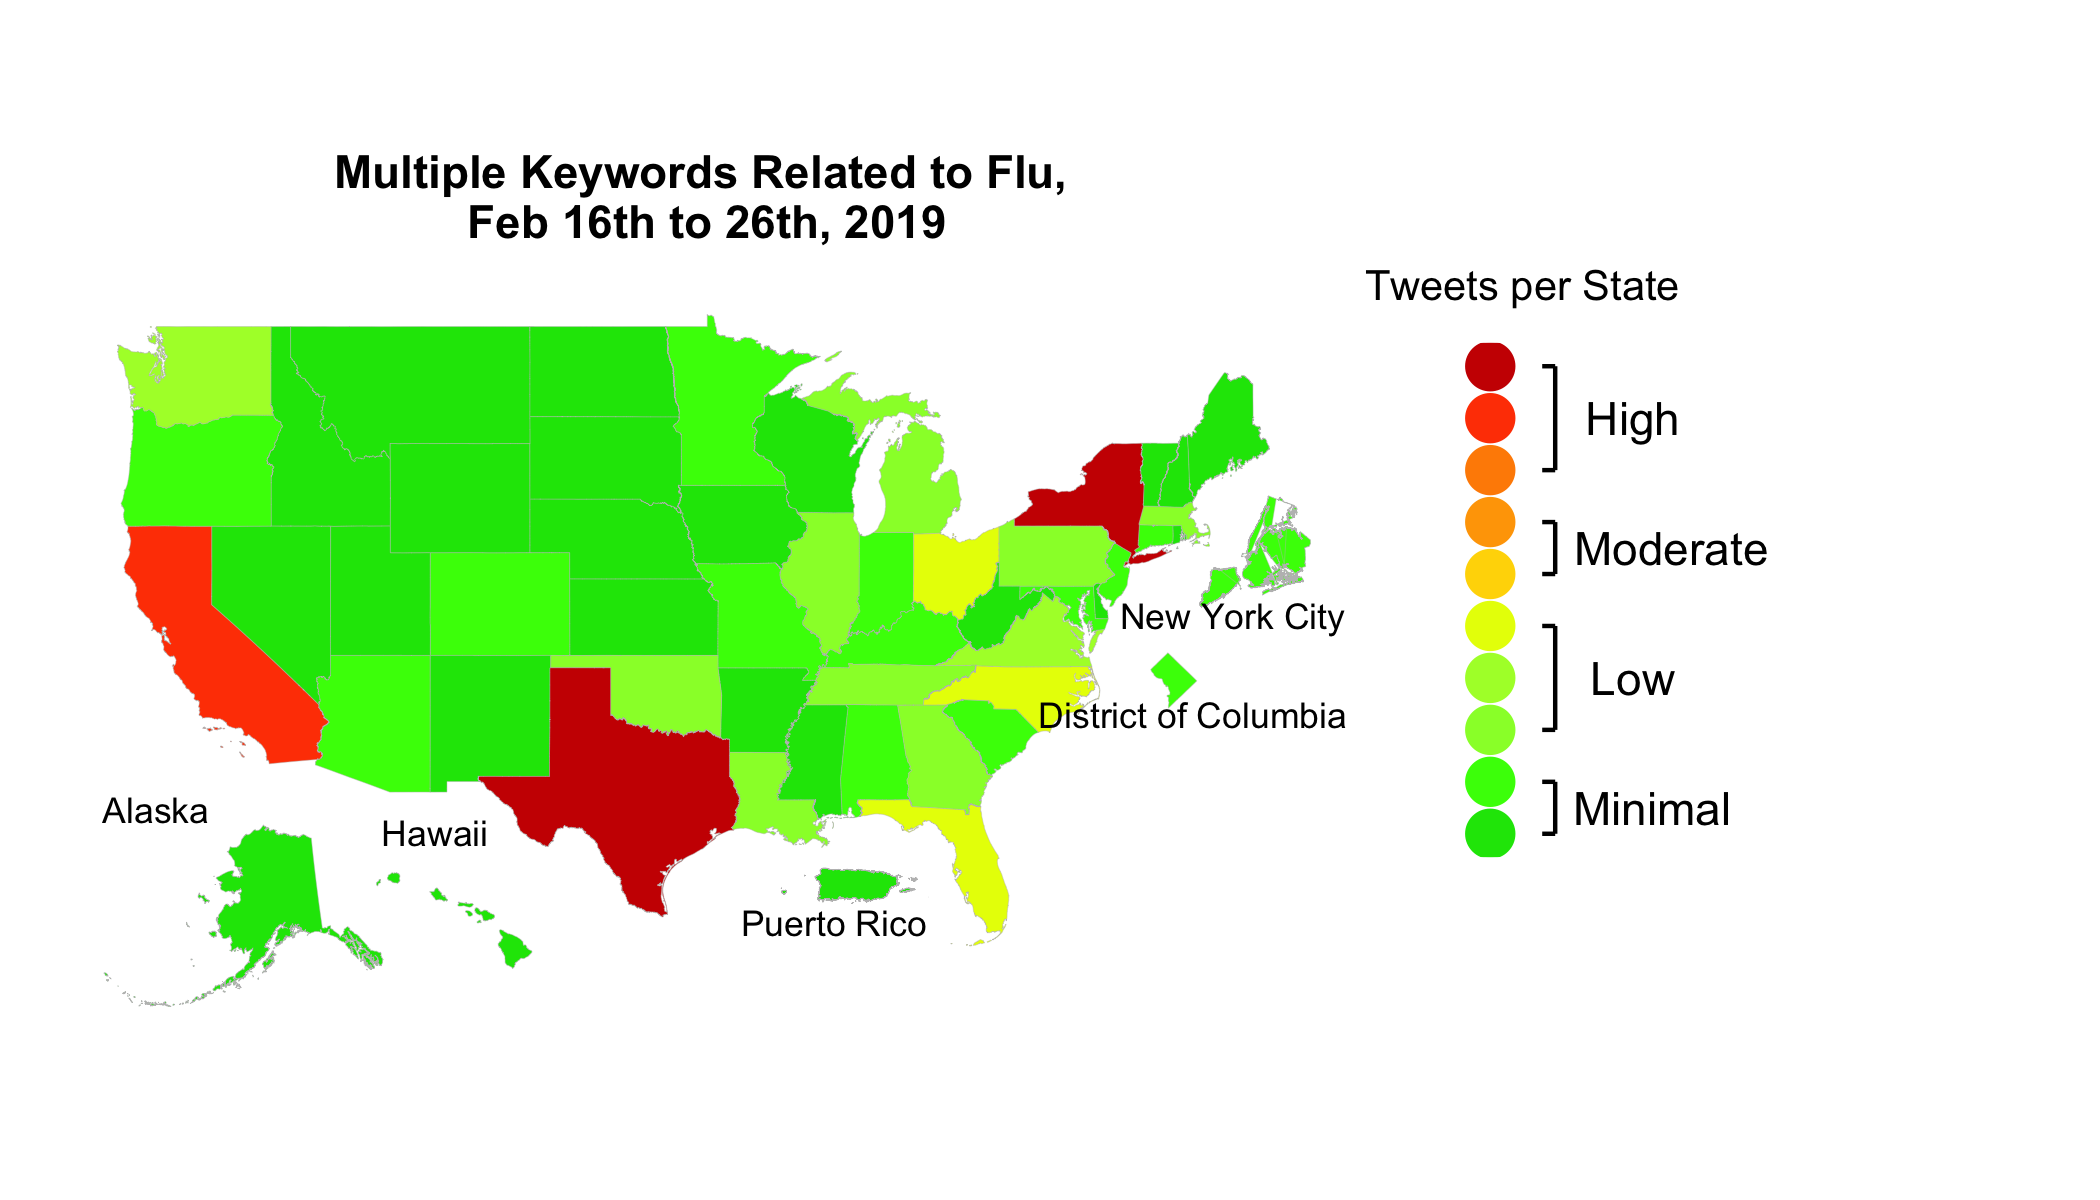 Multiple Keywords Related to Flu,
Feb 16th to 26th, 2019
Tweets per State
High
Moderate
Low
Minimal
New York City
District of Columbia
Alaska
Hawaii
Puerto Rico